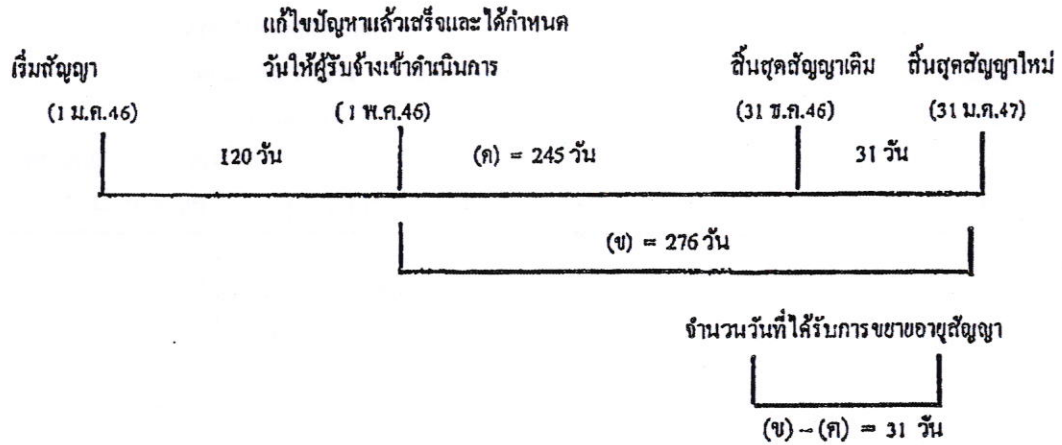 แก้ไขปัญหาแล้วเสร็จและได้กำหนด
เริ่มสัญญา วันให้ผู้รับจ้างเข้าดำเนินการ สิ้นสุดสัญญาเดิม สิ้นสุดสัญญาใหม่
(1 ม.ค.46) (1 พ.ค.46) (31 ธ.ค.46) (31 ม.ค.47)
120 วัน (ค) = 245 วัน 31 วัน
(ข) = 276 วัน
จำนวนวันที่ได้รับการขยายอายุสัญญา
(ข) – (ค) = 31 วัน